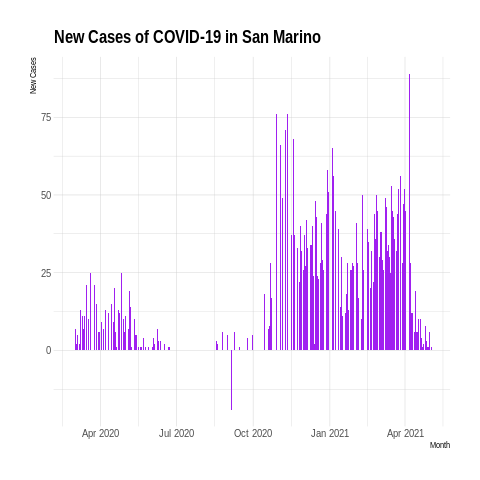 New Cases of COVID-19 in San Marino
New Cases
75
50
25
0
Apr 2020 Jul 2020 Oct 2020 Jan 2021 Apr 2021
Month